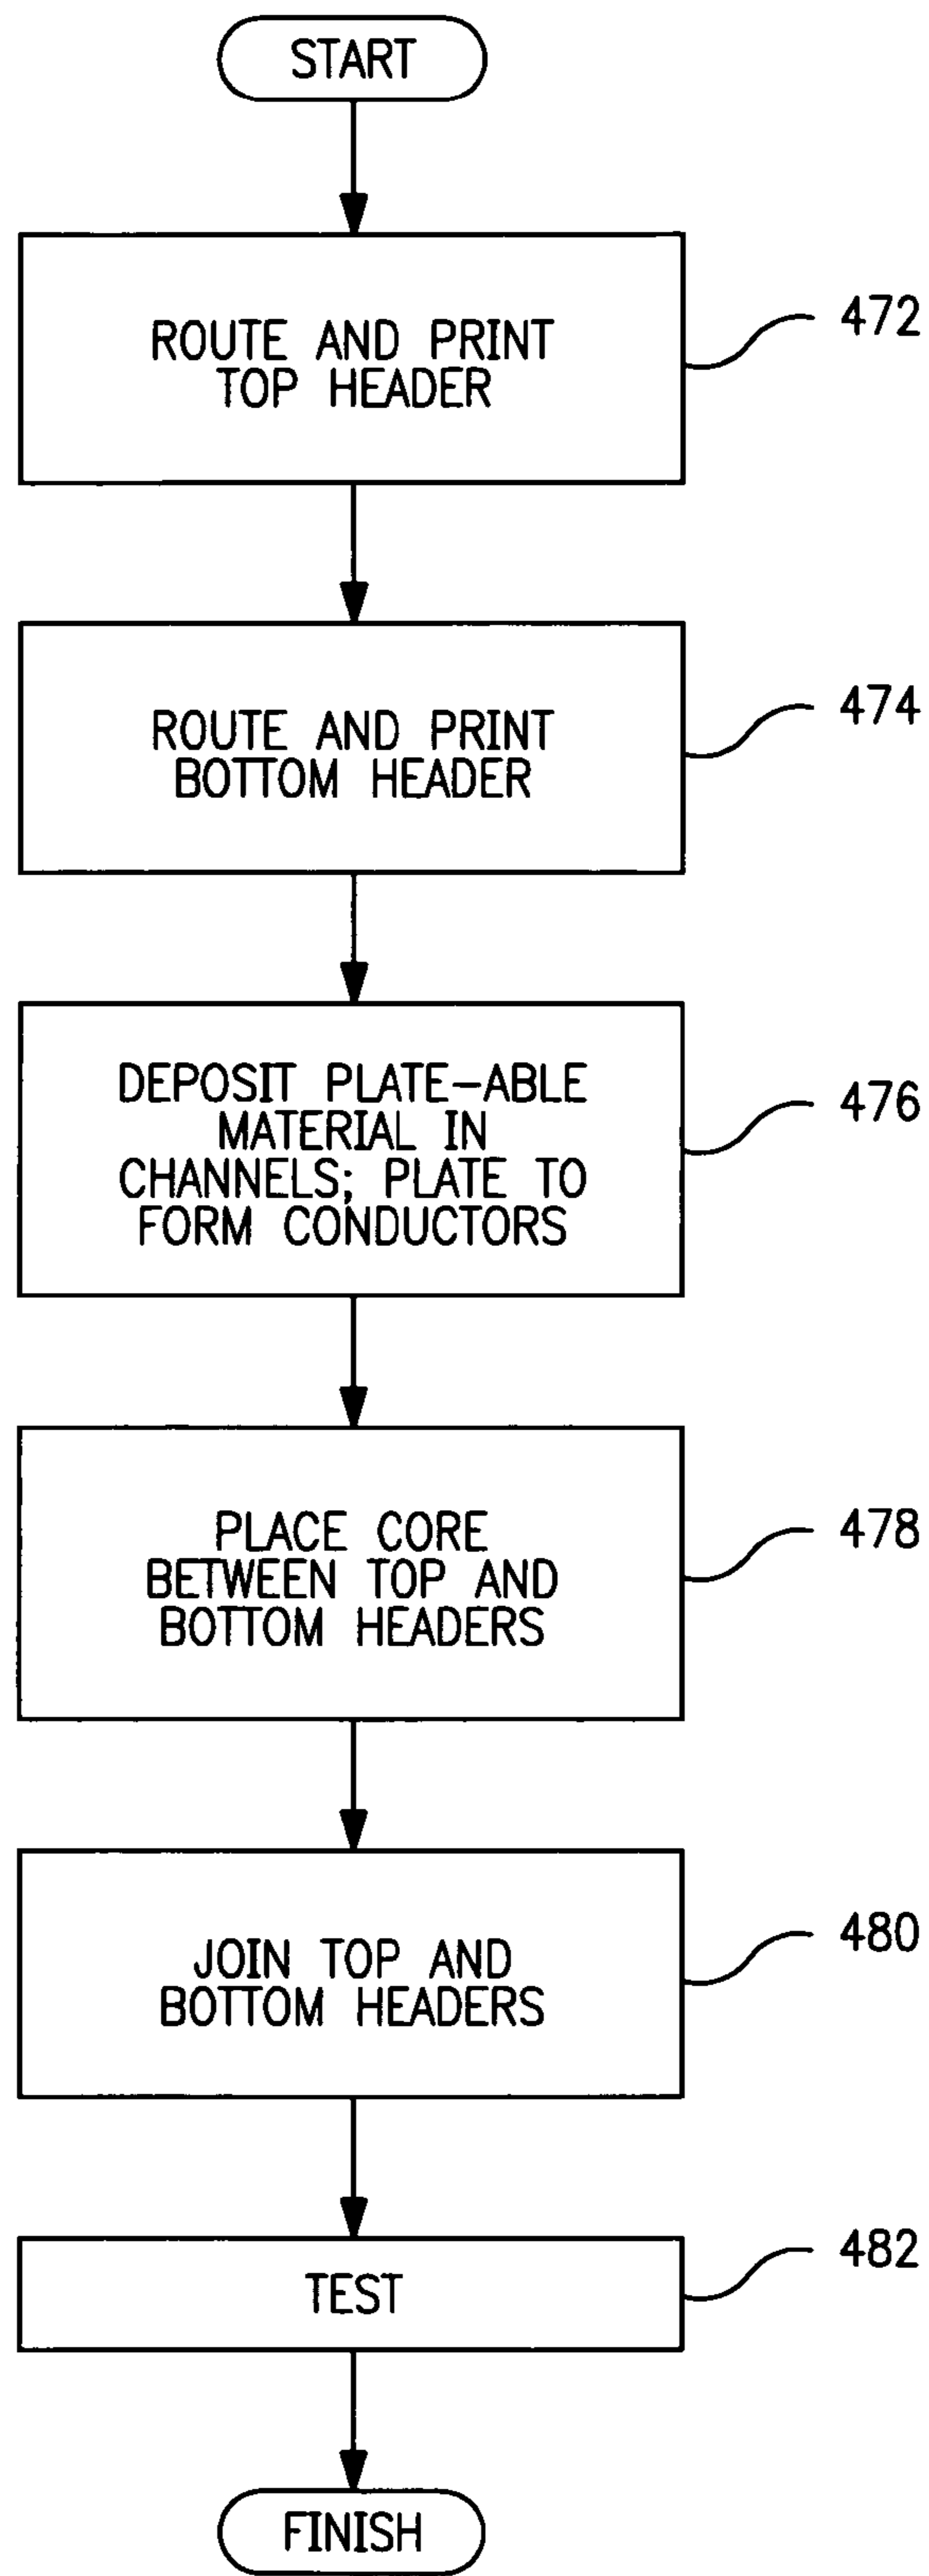 START
ROUTE AND PRINT
TOP HEADER
472
ROUTE AND PRINT
BOTTOM HEADER
474
DEPOSIT PLATE-ABLE
MATERIAL IN
CHANNELS; PLATE TO
FORM CONDUCTORS
476
PLACE CORE
BETWEEN TOP AND
BOTTOM HEADERS
478
JOIN TOP AND
BOTTOM HEADERS
480
TEST
482
FINISH